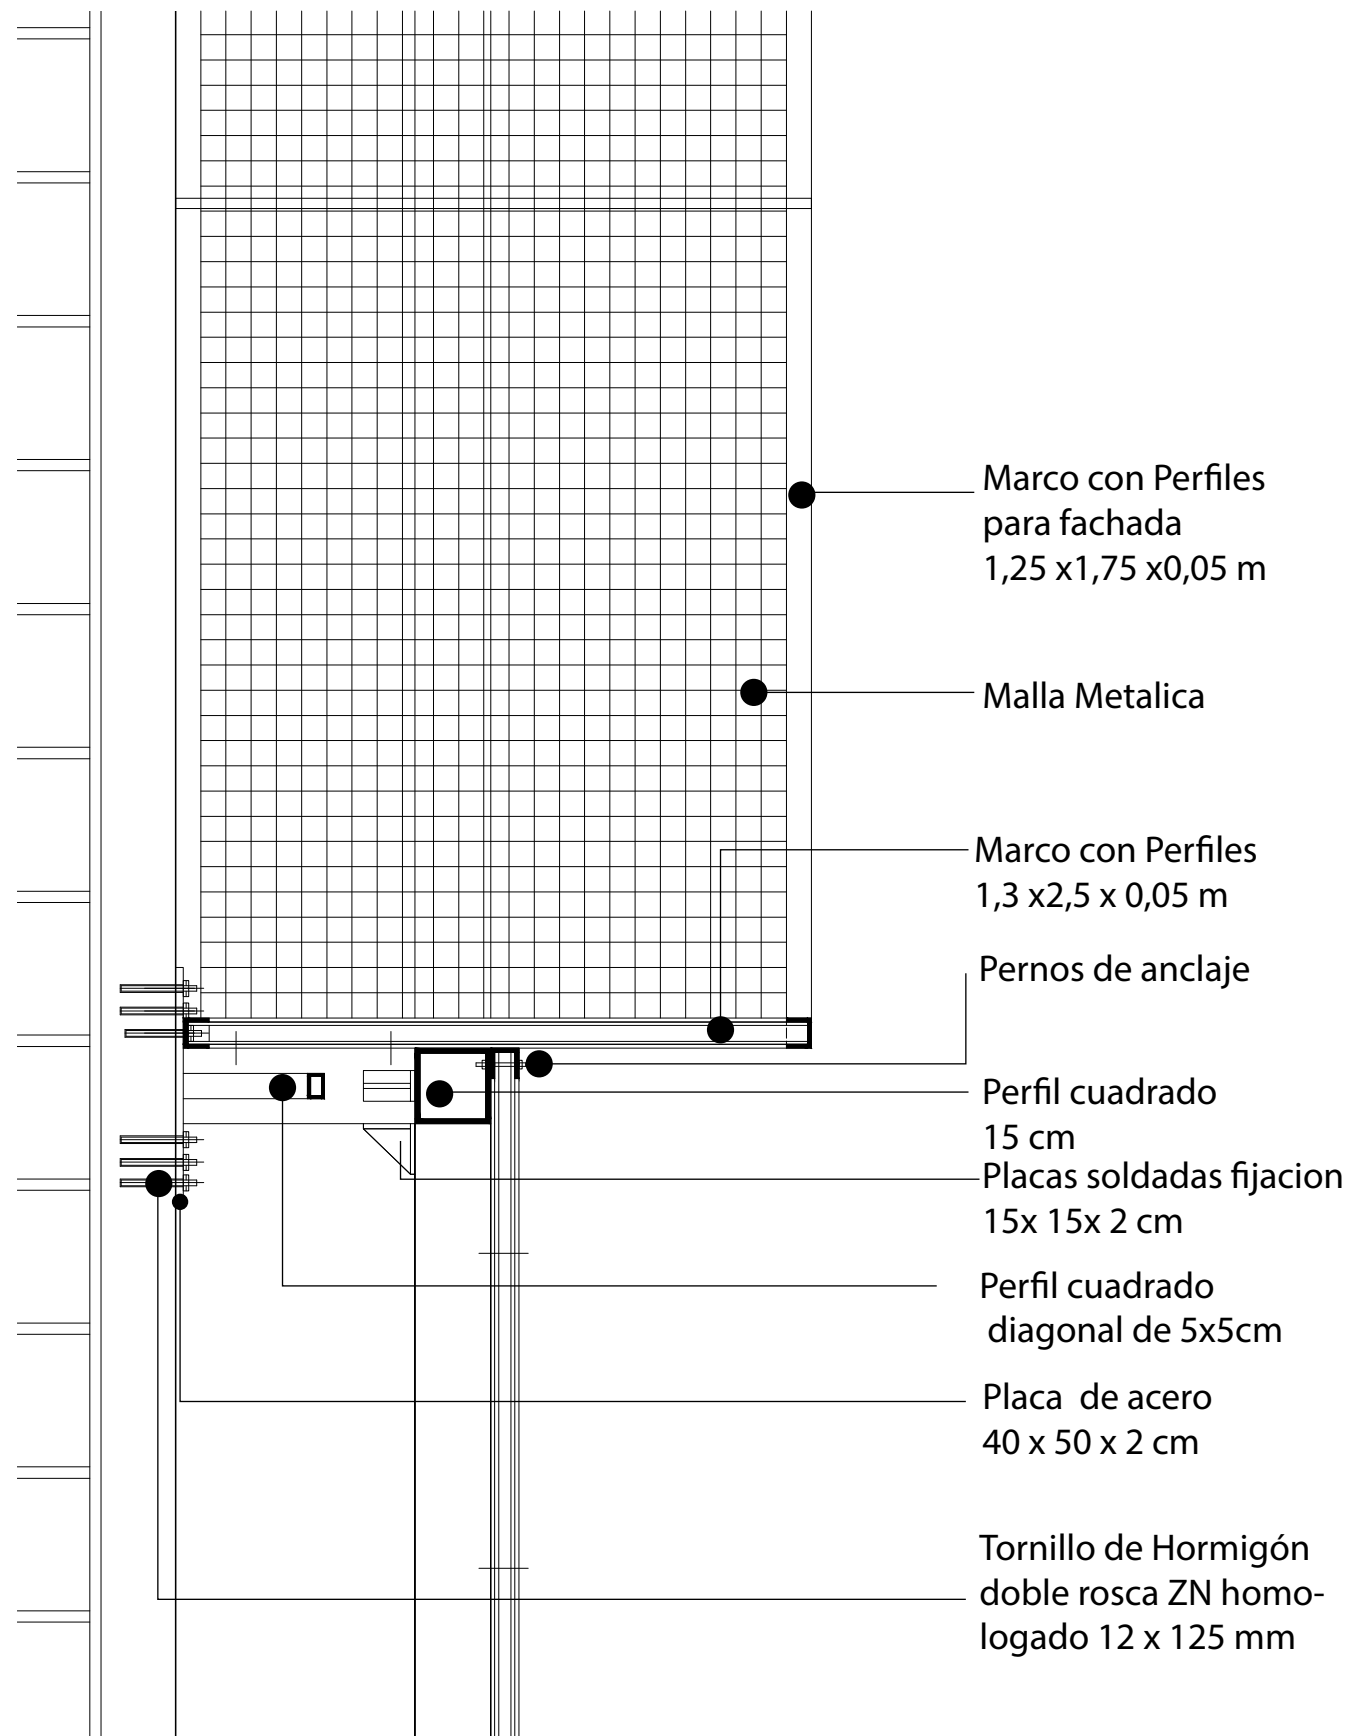 Marco con Perfiles
para fachada
1,25 x1,75 x0,05 m
Malla Metalica
Marco con Perfiles
1,3 x2,5 x 0,05 m
Pernos de anclaje
Perfil cuadrado
15 cm
Placas soldadas fijacion
15x 15x 2 cm
Perfil cuadrado
diagonal de 5x5cm
Placa  de acero
40 x 50 x 2 cm
Tornillo de Hormigón
doble rosca ZN homo-
logado 12 x 125 mm